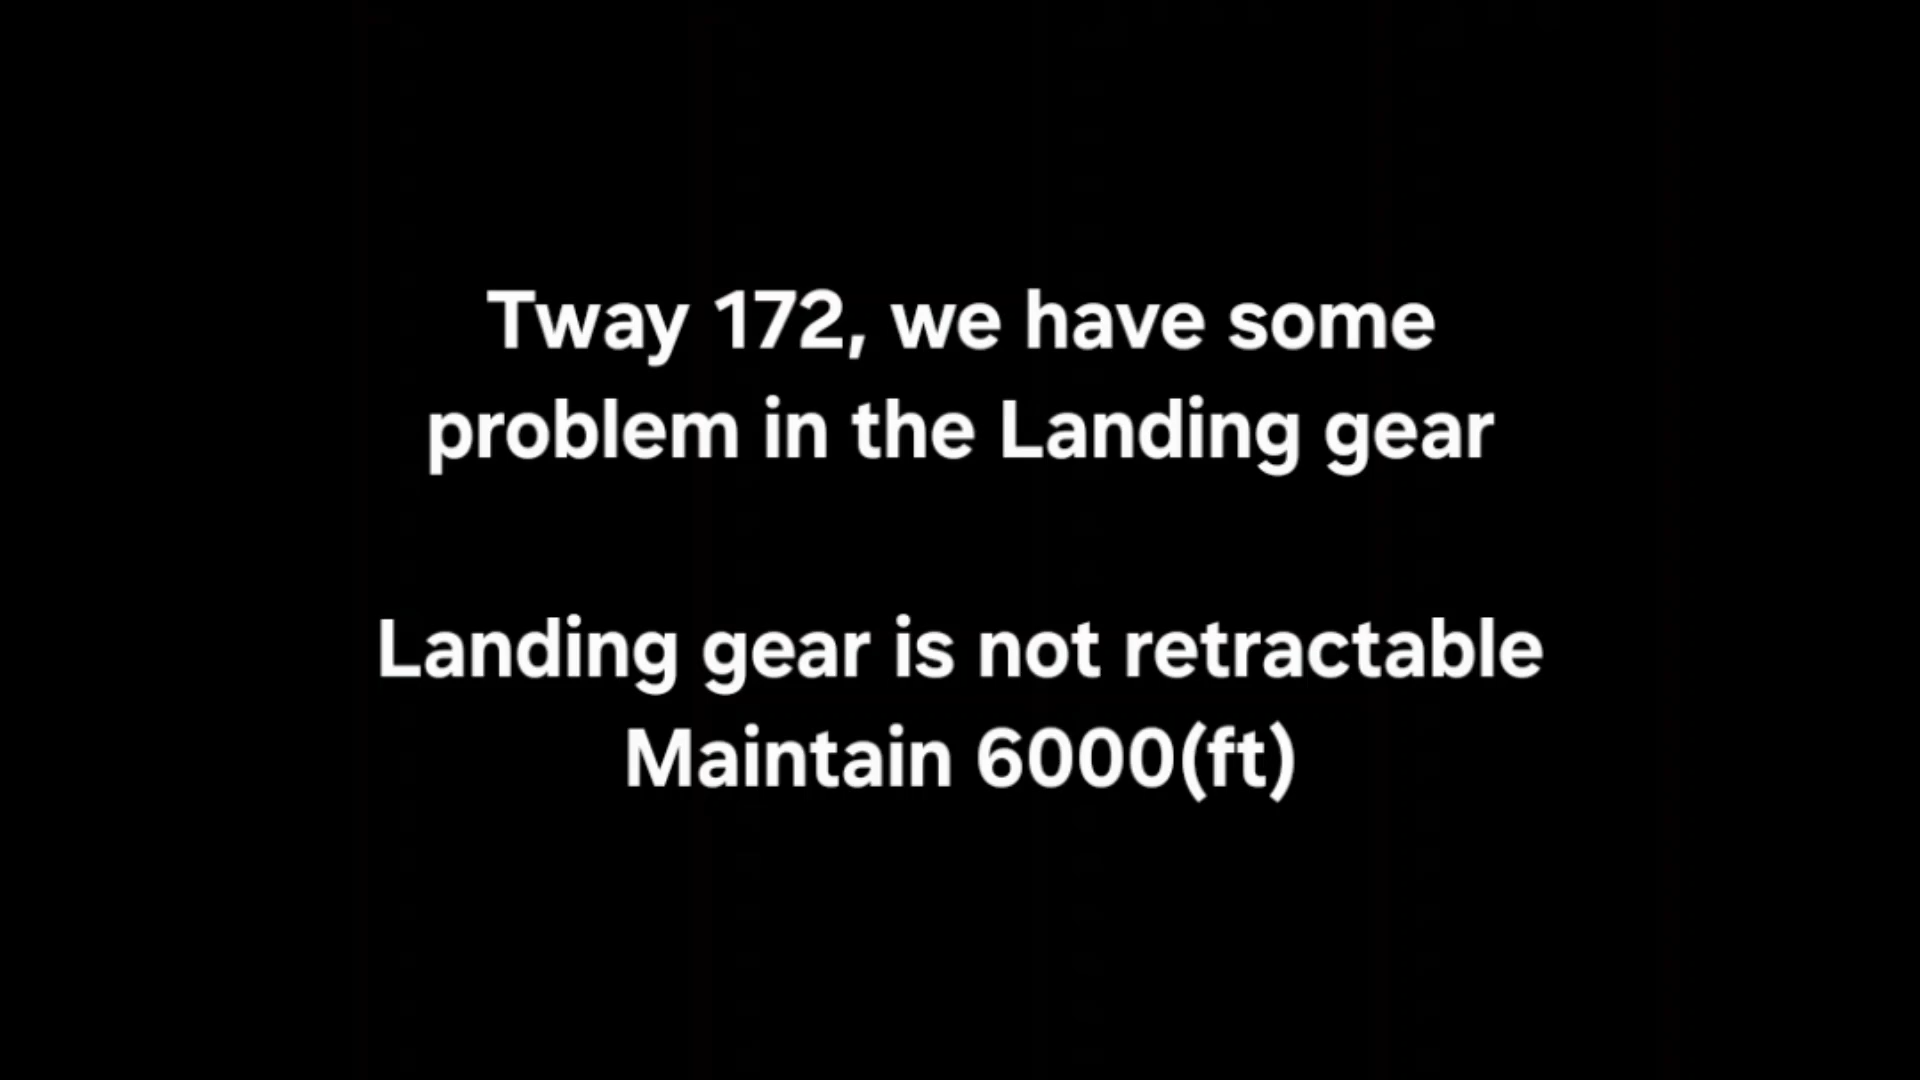 Tway 172, we have some
problem in the Landing gear
Landing gear is not retractable
Maintain 6000(ft)